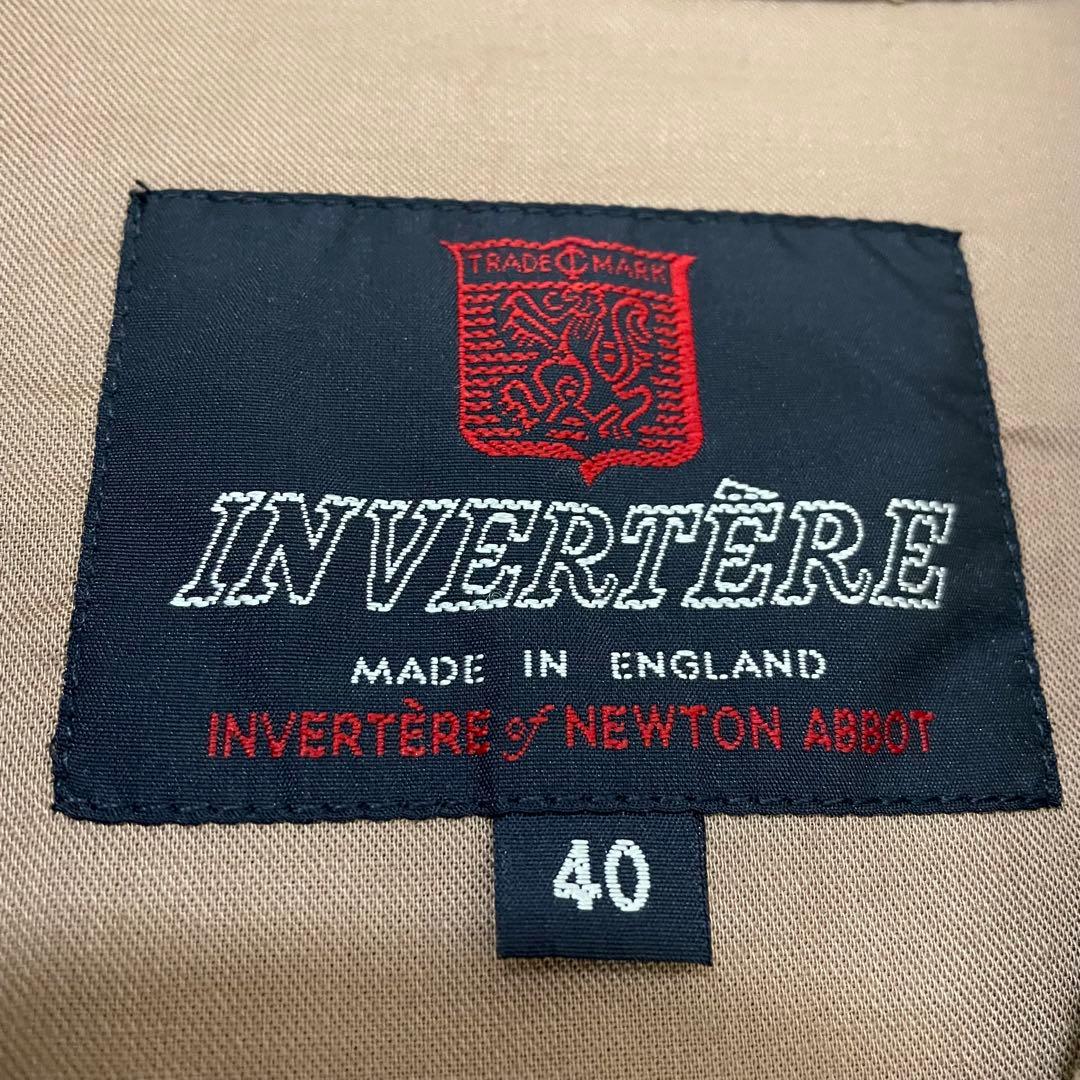 TRADE MARK
INVERTÈRE
MADE IN ENGLAND
INVERTÈRE of NEWTON ABBOT
40